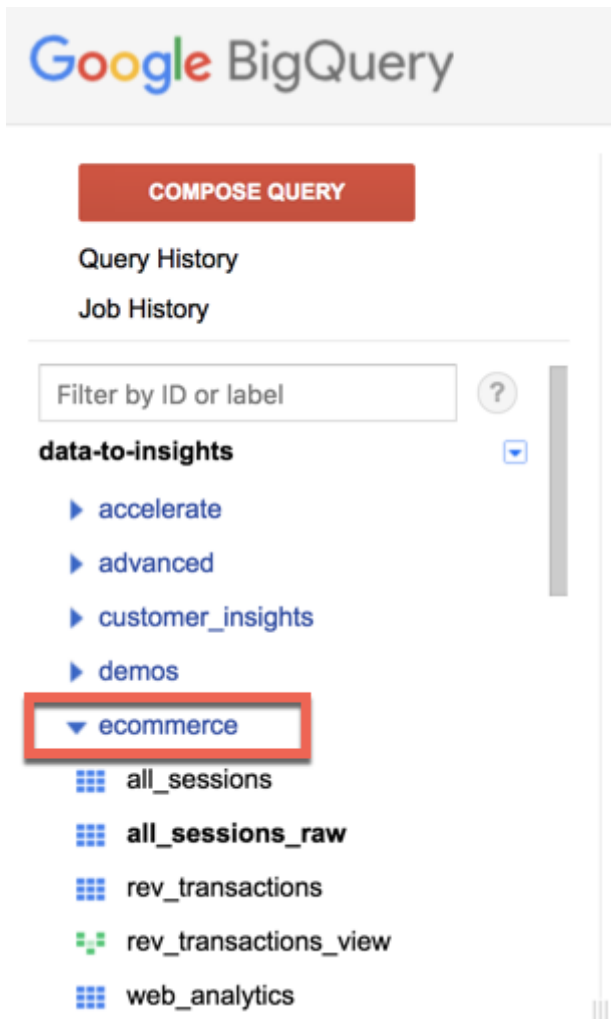 Google BigQuery
COMPOSE QUERY
Query History
Job History
Filter by ID or label
?
data-to-insights
accelerate
advanced
customer_insights
demos
ecommerce
all_sessions
all_sessions_raw
rev_transactions
rev_transactions_view
web_analytics